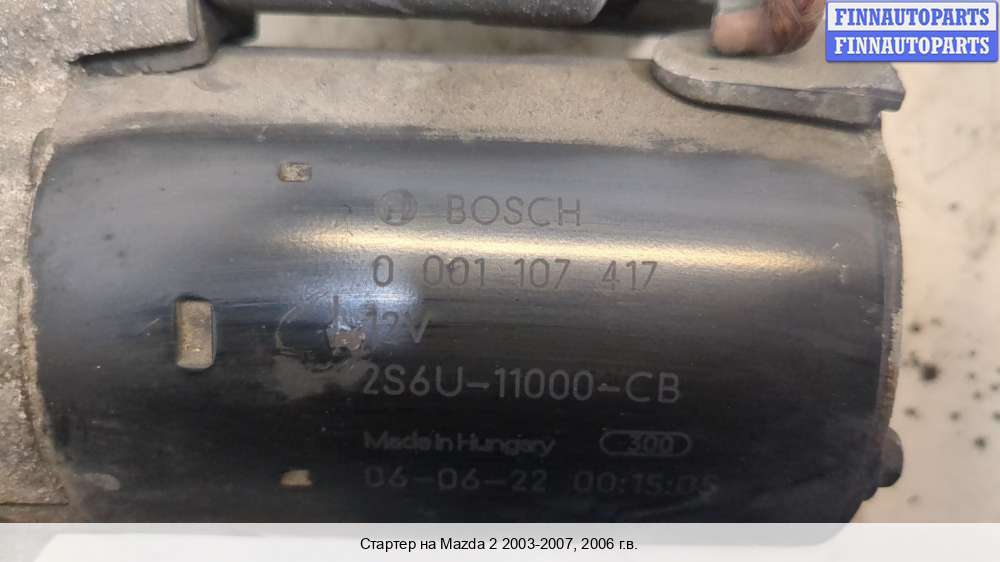 FINNAUTOPARTS
FINNAUTOPARTS
BOSCH
0 001 107 417
12V
2S6U-11000-CB
Made in Hungary 300
06-06-22 00:15:05
Стартер на Mazda 2 2003-2007, 2006 г.в.